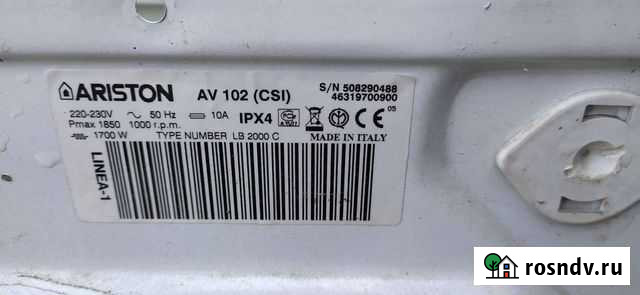 ARISTON AV 102 (CSI) S/N 508290488
46319700900
220-230V 50 Hz 10A IPX4 05
Pmax 1850 1000 r.p.m.
1700 W TYPE NUMBER LB 2000 C MADE IN ITALY
LINEA-1
rosndv.ru